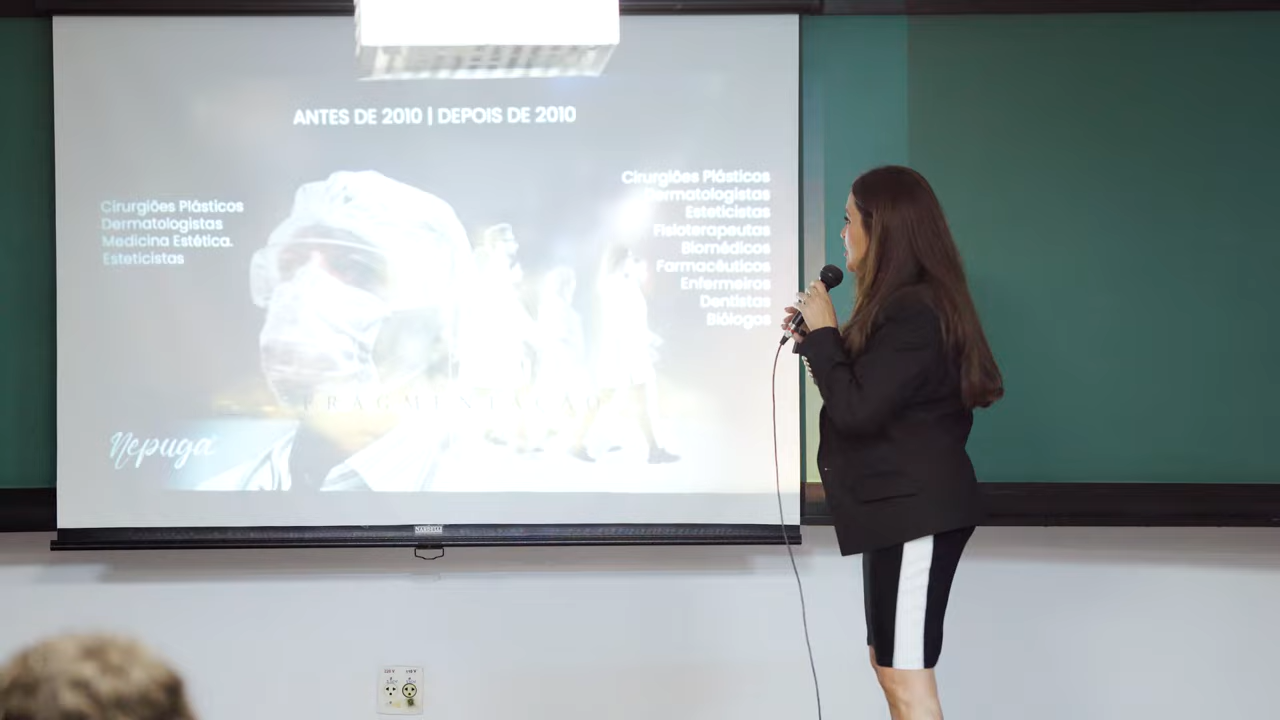 ANTES DE 2010 | DEPOIS DE 2010
Cirurgiões Plásticos
Dermatologistas
Medicina Estética.
Esteticistas
Cirurgiões Plásticos
Dermatologistas
Esteticistas
Fisioterapeutas
Biomédicos
Farmacêuticos
Enfermeiros
Dentistas
Biólogos
FRAGMENTAÇÃO
Nepuga